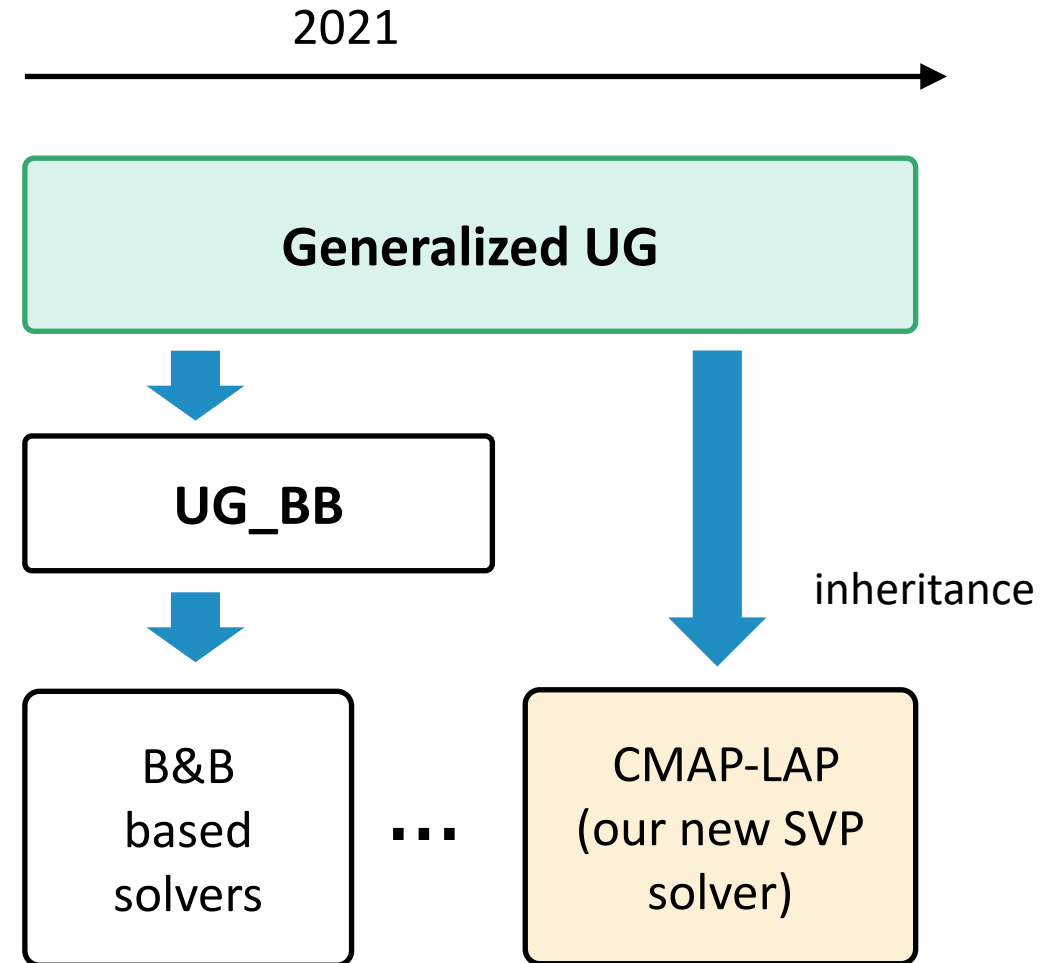 2021
Generalized UG
UG_BB
inheritance
B&B
based
solvers
...
CMAP-LAP
(our new SVP
solver)